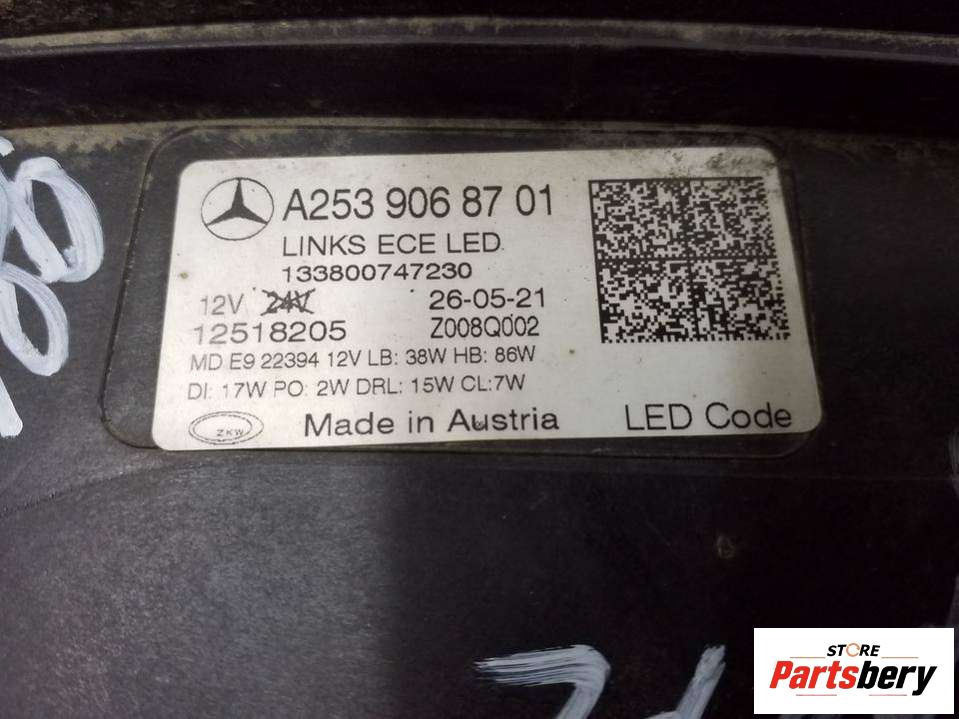 A253 906 87 01
LINKS ECE LED
133800747230
12V 24V 26-05-21
12518205 Z008Q002
MD E9 22394 12V LB: 38W HB: 86W
DI: 17W PO: 2W DRL: 15W CL:7W
ZKW Made in Austria LED Code
STORE
Partsbery